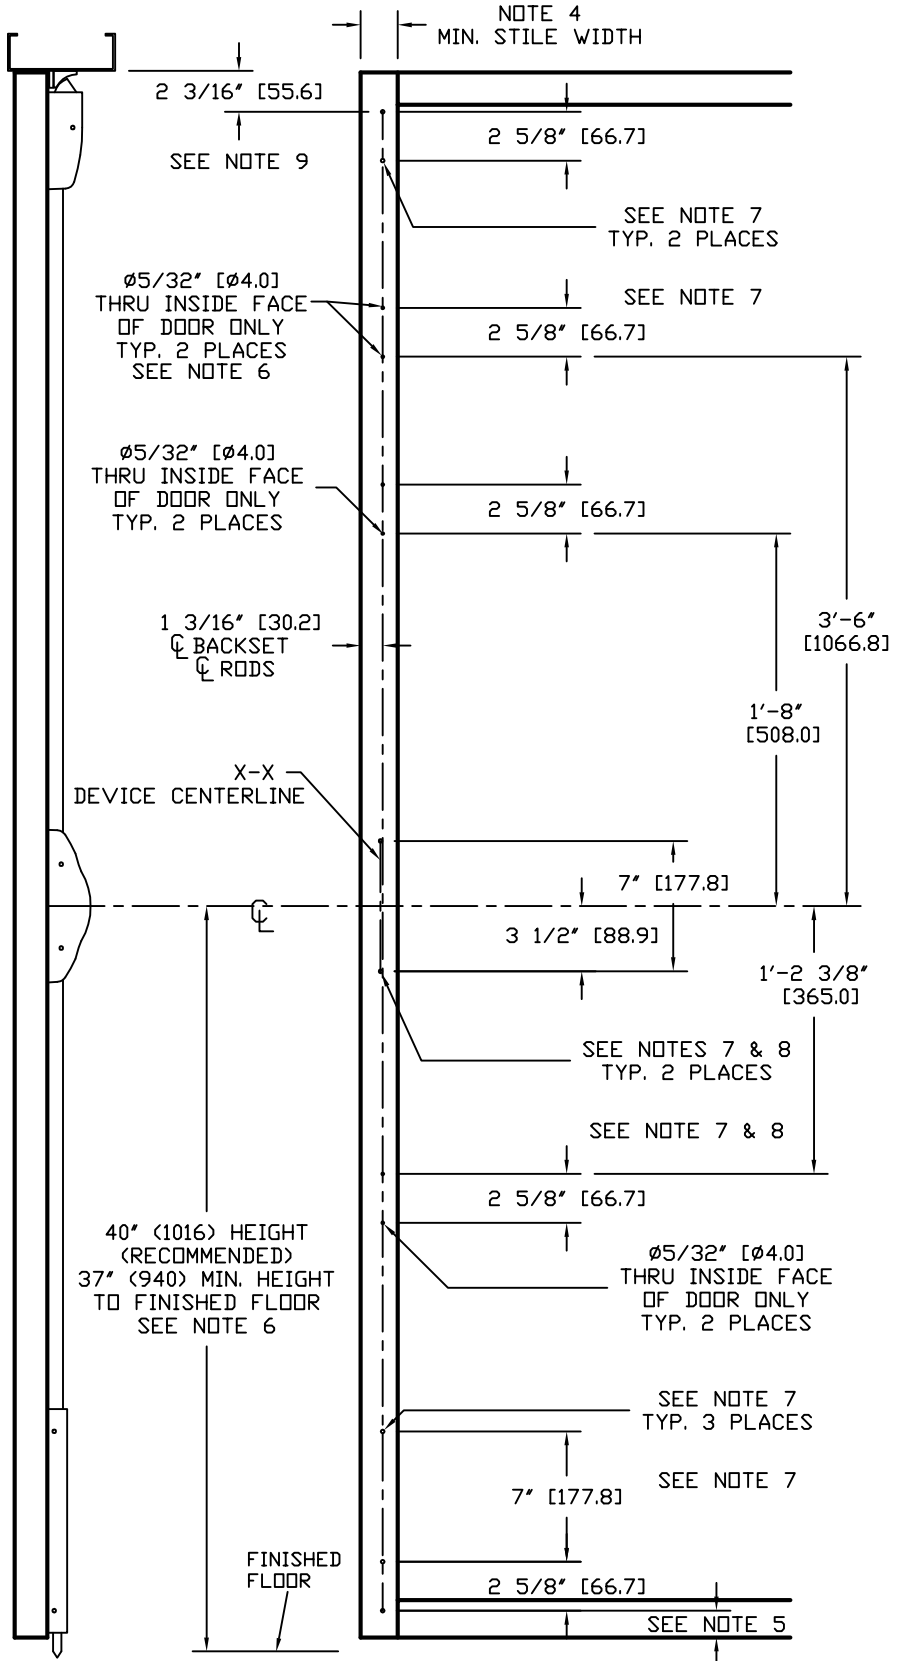 NOTE 4
MIN. STILE WIDTH
2 3/16" [55.6]
SEE NOTE 9
2 5/8" [66.7]
SEE NOTE 7
TYP. 2 PLACES
Ø5/32" [Ø4.0]
THRU INSIDE FACE
OF DOOR ONLY
TYP. 2 PLACES
SEE NOTE 6
SEE NOTE 7
2 5/8" [66.7]
Ø5/32" [Ø4.0]
THRU INSIDE FACE
OF DOOR ONLY
TYP. 2 PLACES
2 5/8" [66.7]
1 3/16" [30.2]
℄ BACKSET
℄ RODS
3'-6"
[1066.8]
1'-8"
[508.0]
X-X
DEVICE CENTERLINE
7" [177.8]
℄
3 1/2" [88.9]
1'-2 3/8"
[365.0]
SEE NOTES 7 & 8
TYP. 2 PLACES
SEE NOTE 7 & 8
2 5/8" [66.7]
40" (1016) HEIGHT
(RECOMMENDED)
37" (940) MIN. HEIGHT
TO FINISHED FLOOR
SEE NOTE 6
Ø5/32" [Ø4.0]
THRU INSIDE FACE
OF DOOR ONLY
TYP. 2 PLACES
SEE NOTE 7
TYP. 3 PLACES
SEE NOTE 7
7" [177.8]
FINISHED
FLOOR
2 5/8" [66.7]
SEE NOTE 5